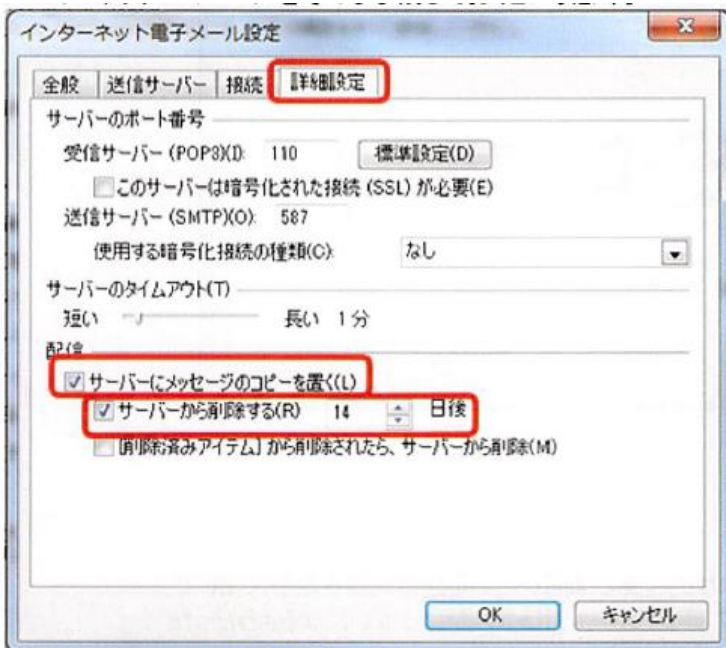 インターネット電子メール設定
全般 送信サーバー 接続 詳細設定
サーバーのポート番号
受信サーバー (POP3)(I): 110 標準設定(D)
このサーバーは暗号化された接続 (SSL) が必要(E)
送信サーバー (SMTP)(O): 587
使用する暗号化接続の種類(C): なし
サーバーのタイムアウト(T)
短い 長い 1 分
配信
サーバーにメッセージのコピーを置く(L)
サーバーから削除する(R) 14 日後
[削除済みアイテム] から削除されたら、サーバーから削除(M)
OK キャンセル